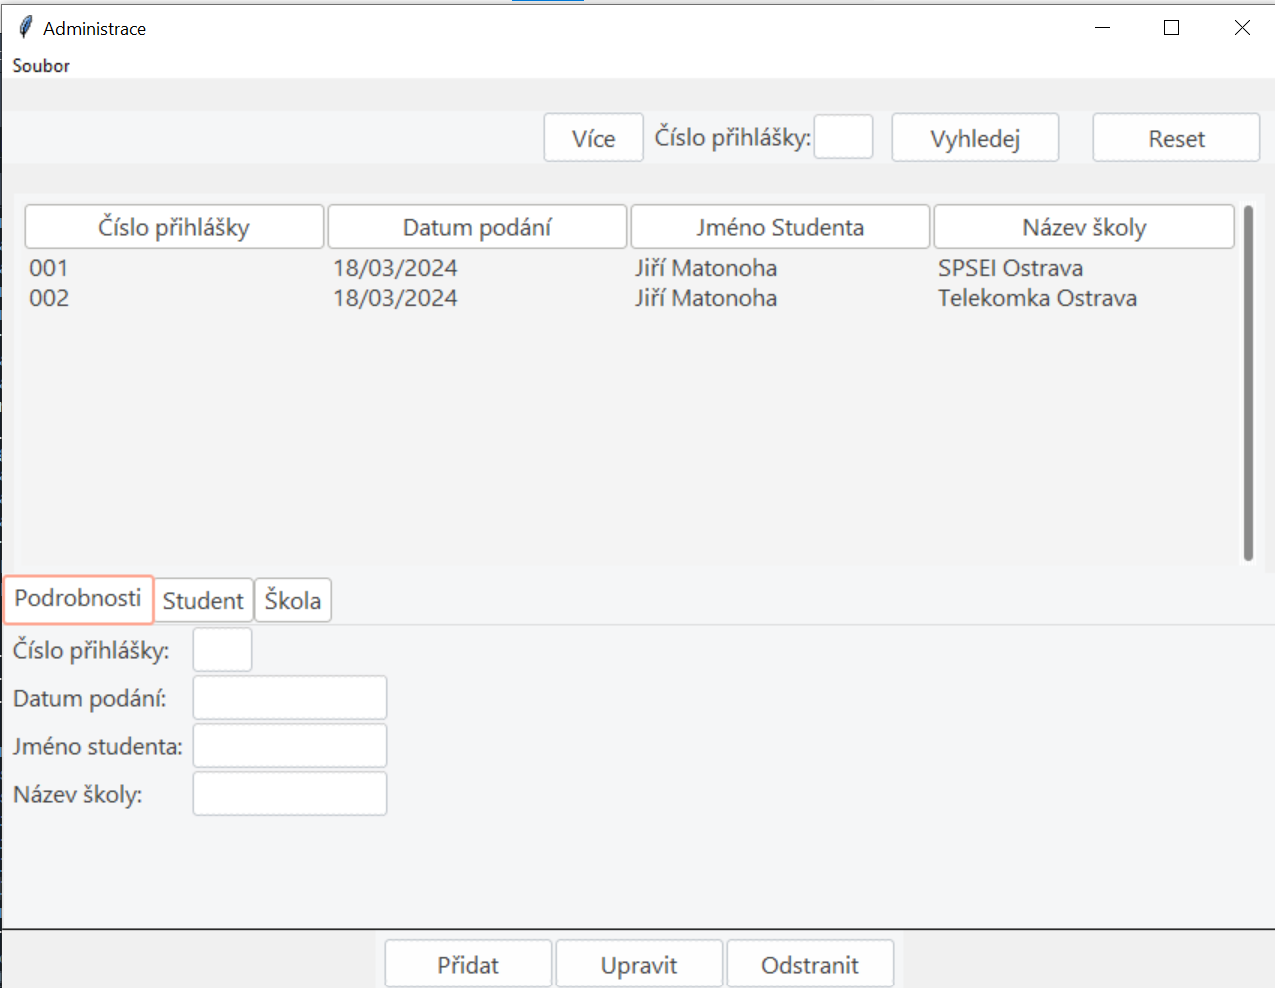 Administrace
Soubor
Více Číslo přihlášky: Vyhledej Reset
Číslo přihlášky Datum podání Jméno Studenta Název školy
001 18/03/2024 Jiří Matonoha SPSEI Ostrava
002 18/03/2024 Jiří Matonoha Telekomka Ostrava
Podrobnosti Student Škola
Číslo přihlášky:
Datum podání:
Jméno studenta:
Název školy:
Přidat Upravit Odstranit